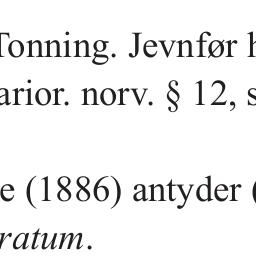 Tonning. Jevnfør h
arior. norv. § 12, s
e (1886) antyder (
ratum.